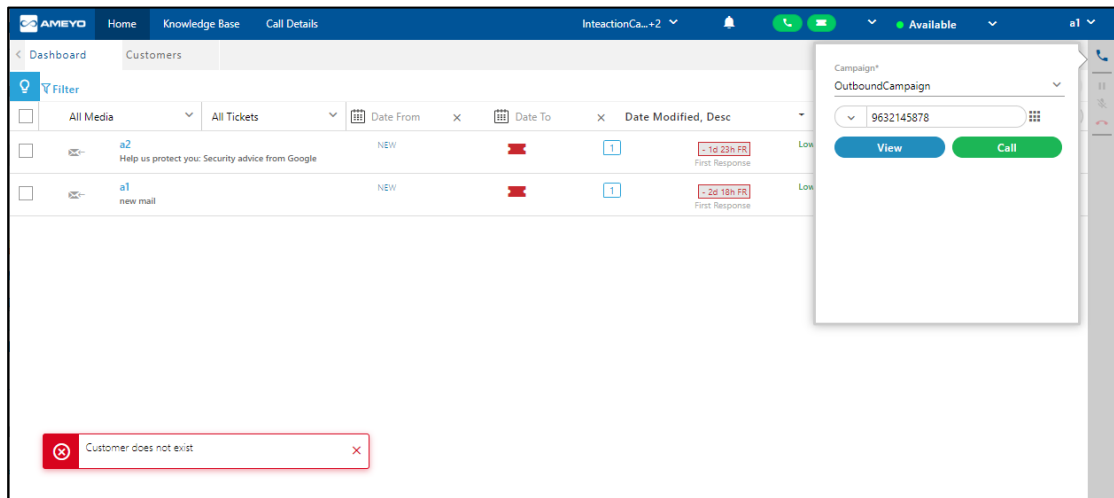 AMEYO Home Knowledge Base Call Details InteactionCa...+2 Available a1
Dashboard Customers
Filter
All Media All Tickets Date From Date To Date Modified, Desc
a2 NEW 1 - 1d 23h FR Low
Help us protect you: Security advice from Google First Response
a1 NEW 1 - 2d 18h FR Low
new mail First Response
Campaign*
OutboundCampaign
9632145878
View Call
Customer does not exist